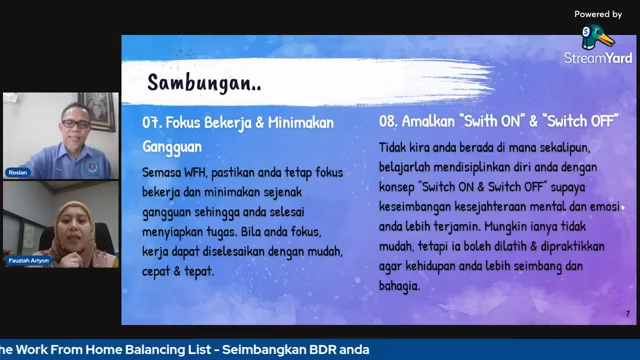 Powered by
StreamYard
Sambungan..
07. Fokus Bekerja & Minimakan
Gangguan
Semasa WFH, pastikan anda tetap fokus
bekerja dan minimakan sejenak
gangguan sehingga anda selesai
menyiapkan tugas. Bila anda fokus,
kerja dapat diselesaikan dengan mudah,
cepat & tepat.
08. Amalkan "Swith ON" & "Switch OFF"
Tidak kira anda berada di mana sekalipun,
belajarlah mendisiplinkan diri anda dengan
konsep "Switch ON & Switch OFF" supaya
keseimbangan kesejahteraan mental dan emosi
anda lebih terjamin. Mungkin ianya tidak
mudah, tetapi ia boleh dilatih & dipraktikkan
agar kehidupan anda lebih seimbang dan
bahagia.
7
Roslan
Fauziah Ariyon
he Work From Home Balancing List - Seimbangkan BDR anda